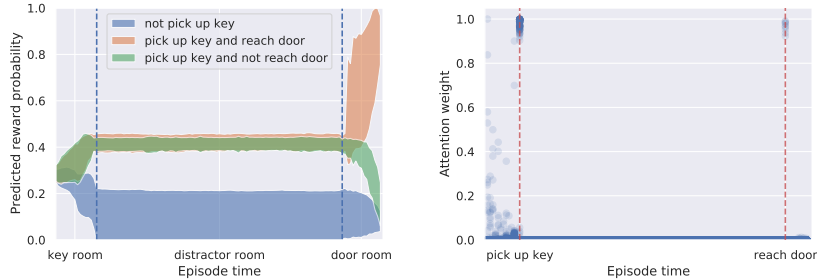 1.0
0.8
0.6
0.4
0.2
0.0
Predicted reward probability
not pick up key
pick up key and reach door
pick up key and not reach door
key room
distractor room
door room
Episode time
1.0
0.8
0.6
0.4
0.2
0.0
Attention weight
pick up key
reach door
Episode time